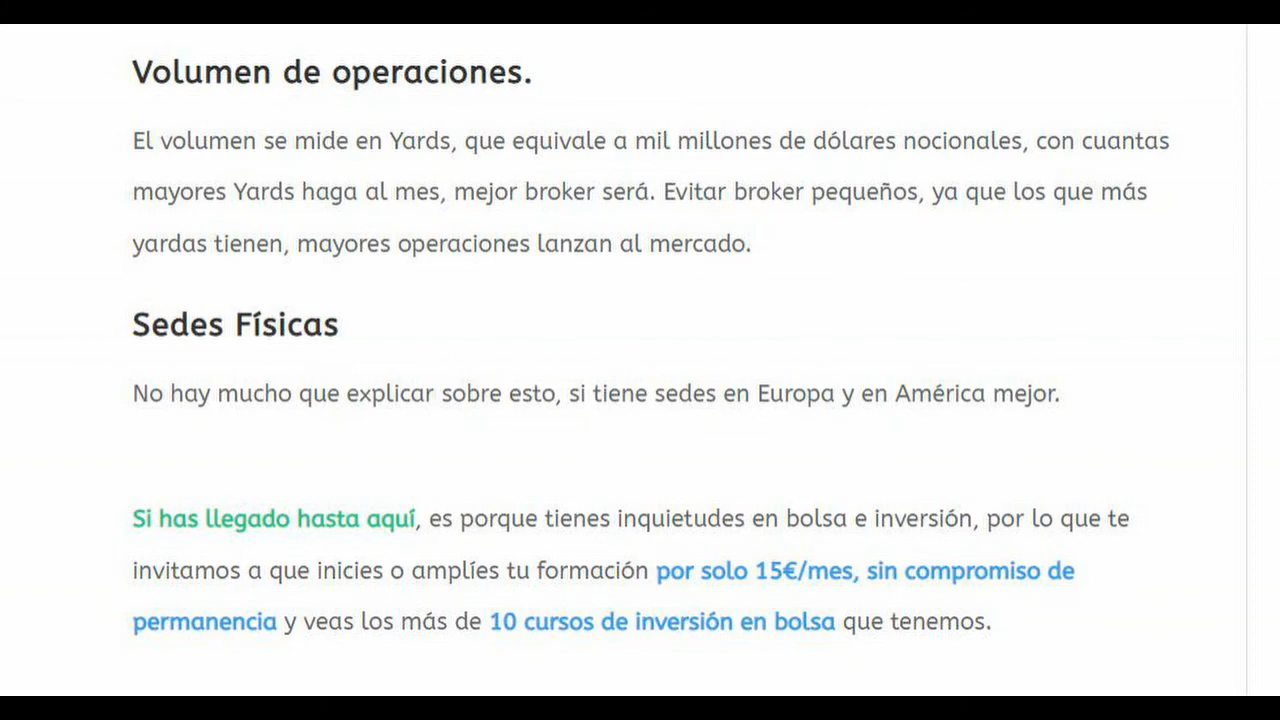 Volumen de operaciones.
El volumen se mide en Yards, que equivale a mil millones de dólares nocionales, con cuantas
mayores Yards haga al mes, mejor broker será. Evitar broker pequeños, ya que los que más
yardas tienen, mayores operaciones lanzan al mercado.
Sedes Físicas
No hay mucho que explicar sobre esto, si tiene sedes en Europa y en América mejor.
Si has llegado hasta aquí, es porque tienes inquietudes en bolsa e inversión, por lo que te
invitamos a que inicies o amplíes tu formación por solo 15€/mes, sin compromiso de
permanencia y veas los más de 10 cursos de inversión en bolsa que tenemos.